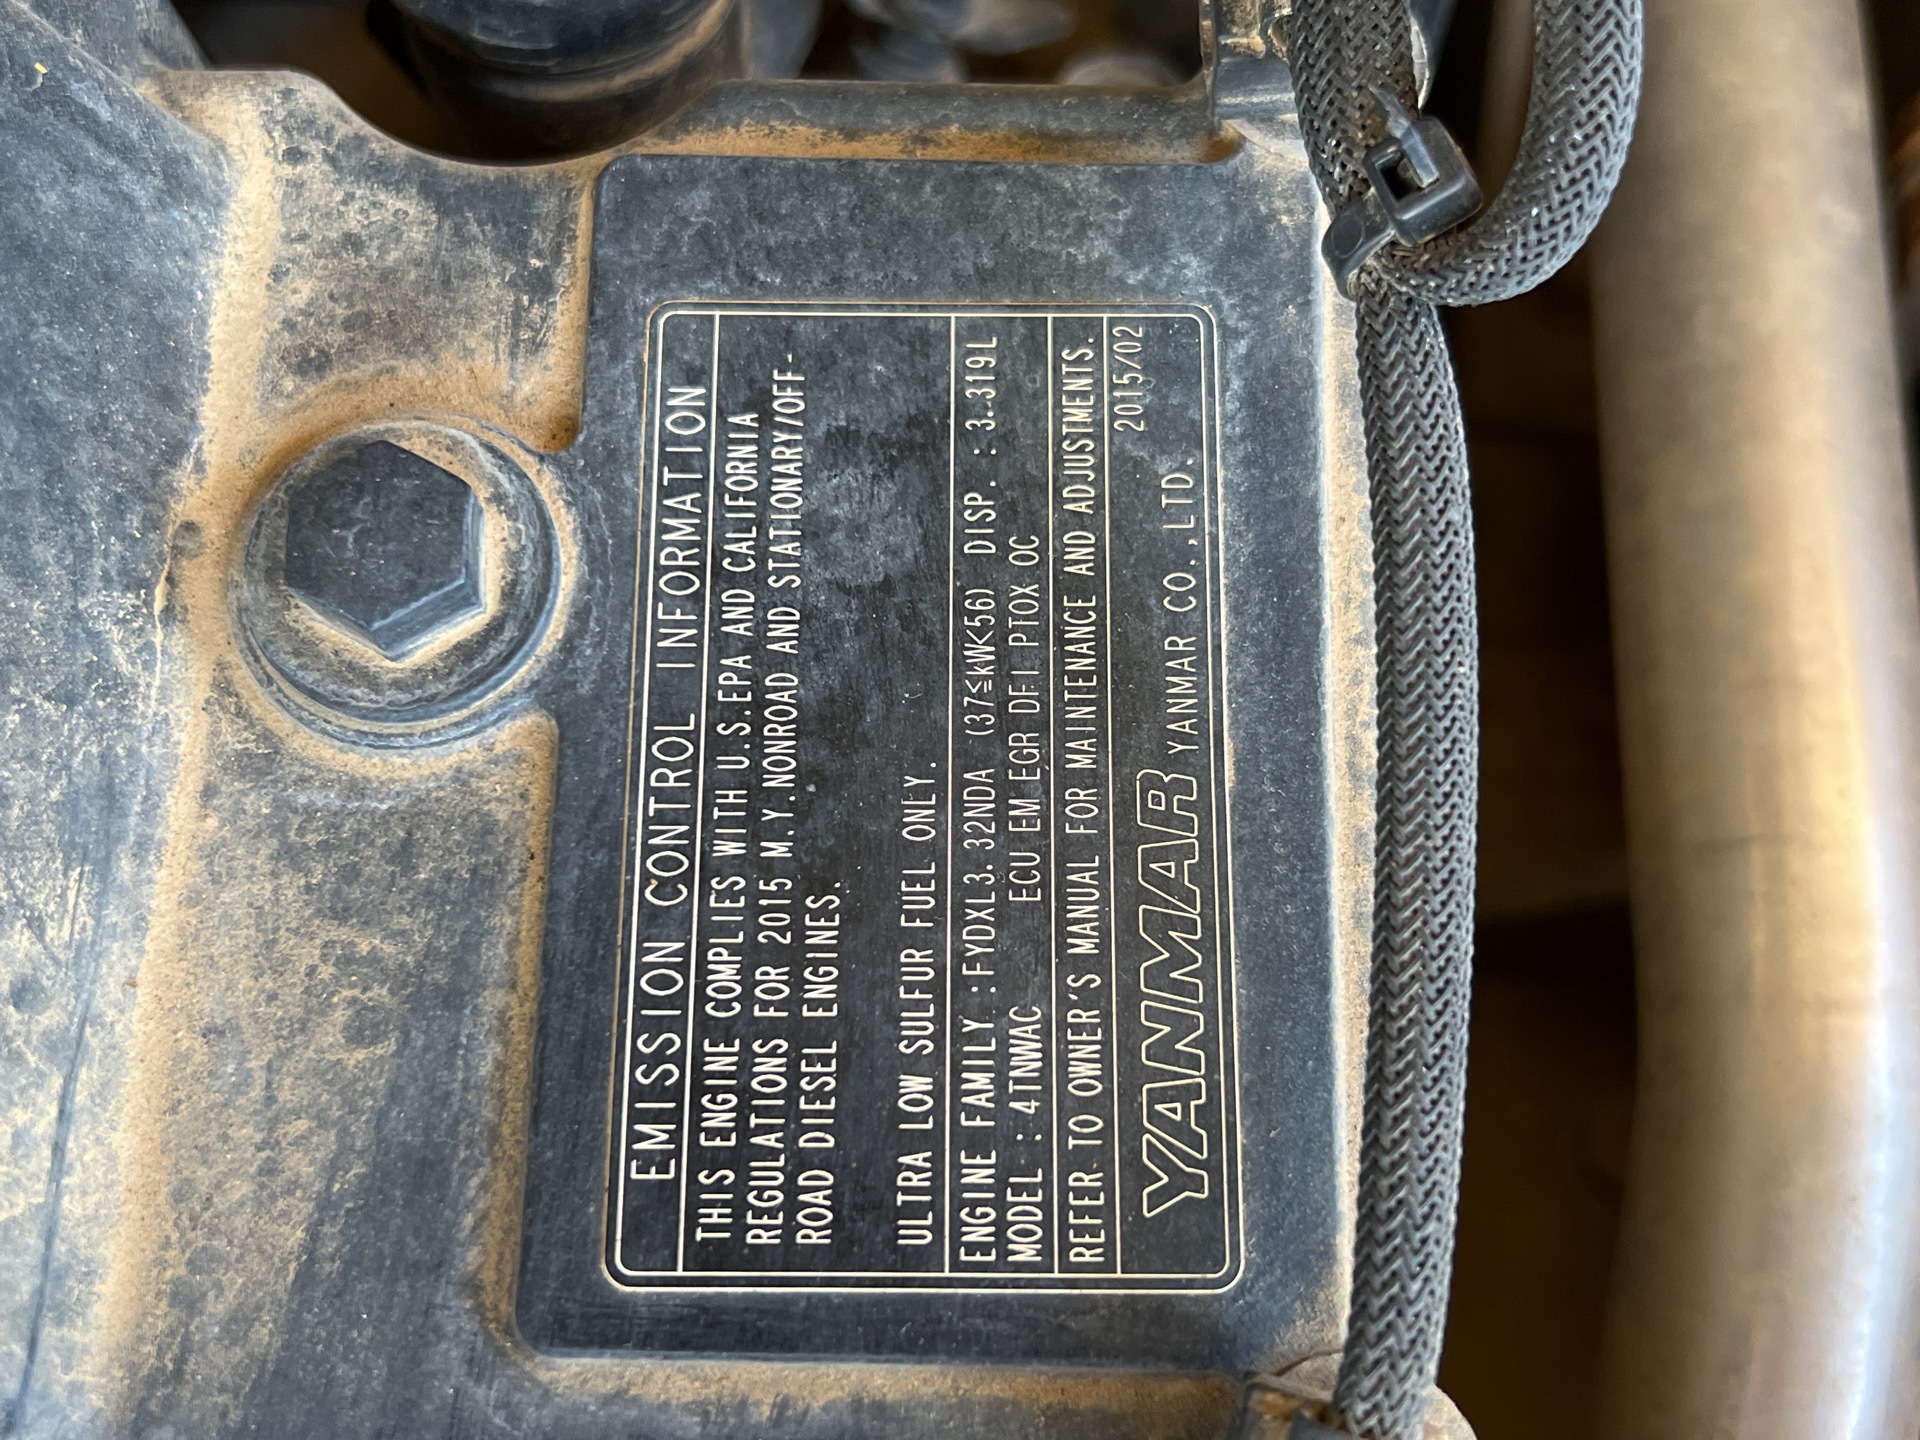 EMISSION CONTROL INFORMATION
THIS ENGINE COMPLIES WITH U.S.EPA AND CALIFORNIA
REGULATIONS FOR 2015 M.Y.NONROAD AND STATIONARY/OFF-
ROAD DIESEL ENGINES.
ULTRA LOW SULFUR FUEL ONLY.
ENGINE FAMILY :FYDXL3.32NDA (37≦kW<56) DISP. : 3.319L
MODEL : 4TNWAC ECU EM EGR DFI PTOX OC
REFER TO OWNER'S MANUAL FOR MAINTENANCE AND ADJUSTMENTS.
2015/02
YANMAR YANMAR CO.,LTD.